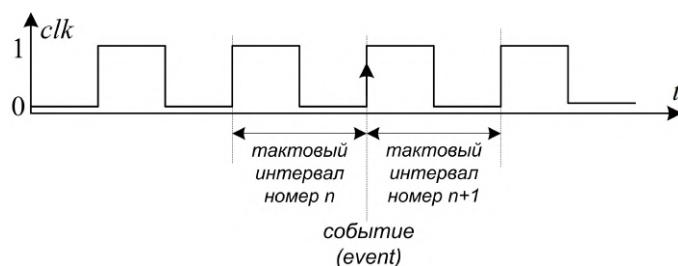 clk
1
0
t
тактовый
интервал
номер n
тактовый
интервал
номер n+1
событие
(event)